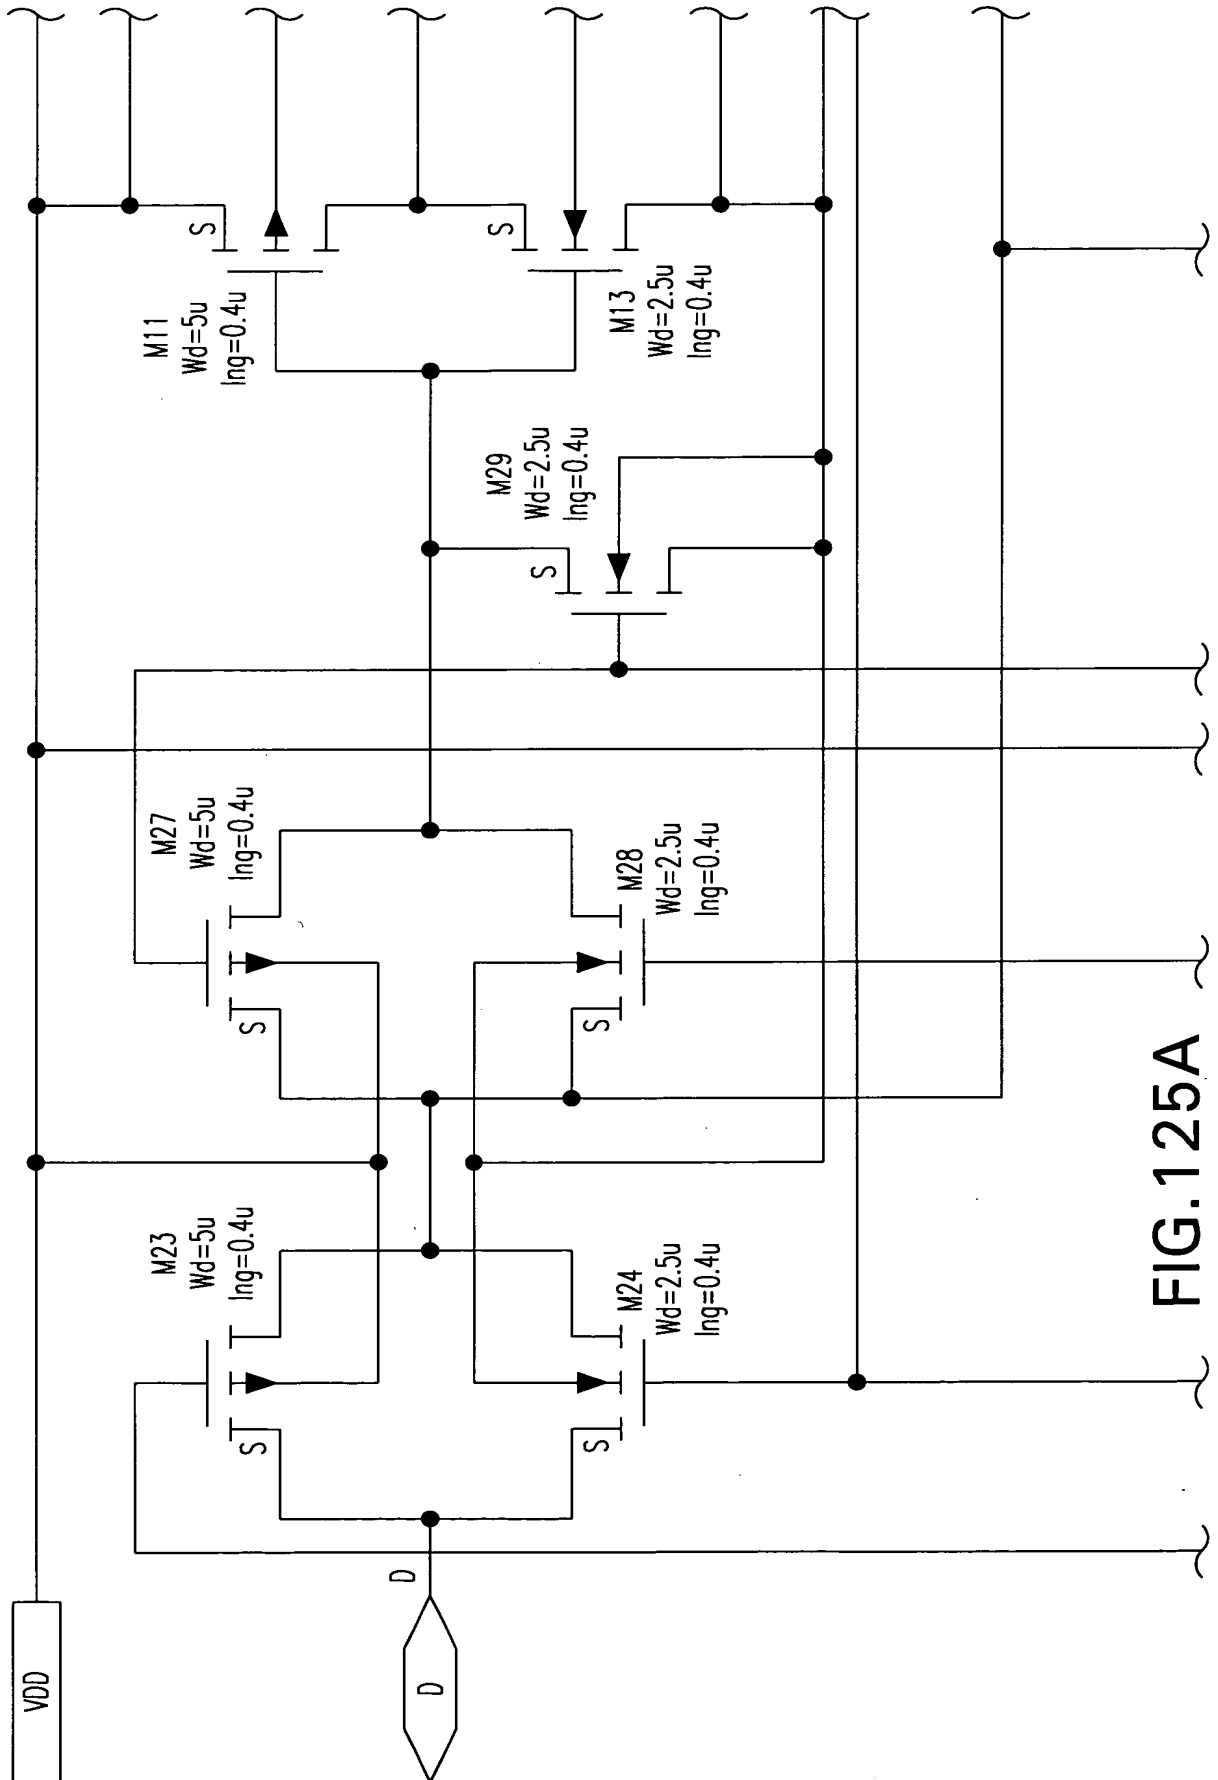 VDD
D
D
M23
Wd=5u
lng=0.4u
S
M24
Wd=2.5u
lng=0.4u
S
M27
Wd=5u
lng=0.4u
S
M28
Wd=2.5u
lng=0.4u
S
M29
Wd=2.5u
lng=0.4u
S
M11
Wd=5u
lng=0.4u
S
M13
Wd=2.5u
lng=0.4u
S
FIG.125A